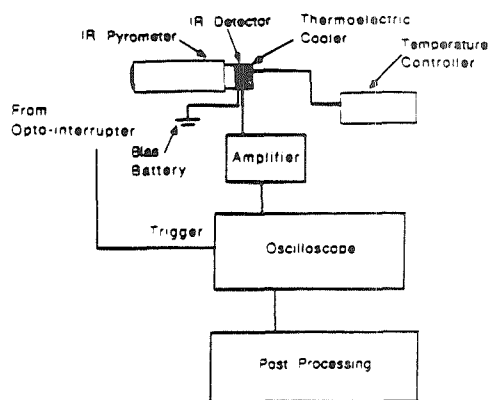 IR Detector
Thermoelectric
Cooler
IR Pyrometer
Temperature
Controller
From
Opto-interrupter
Bias
Battery
Amplifier
Trigger
Oscilloscope
Post Processing